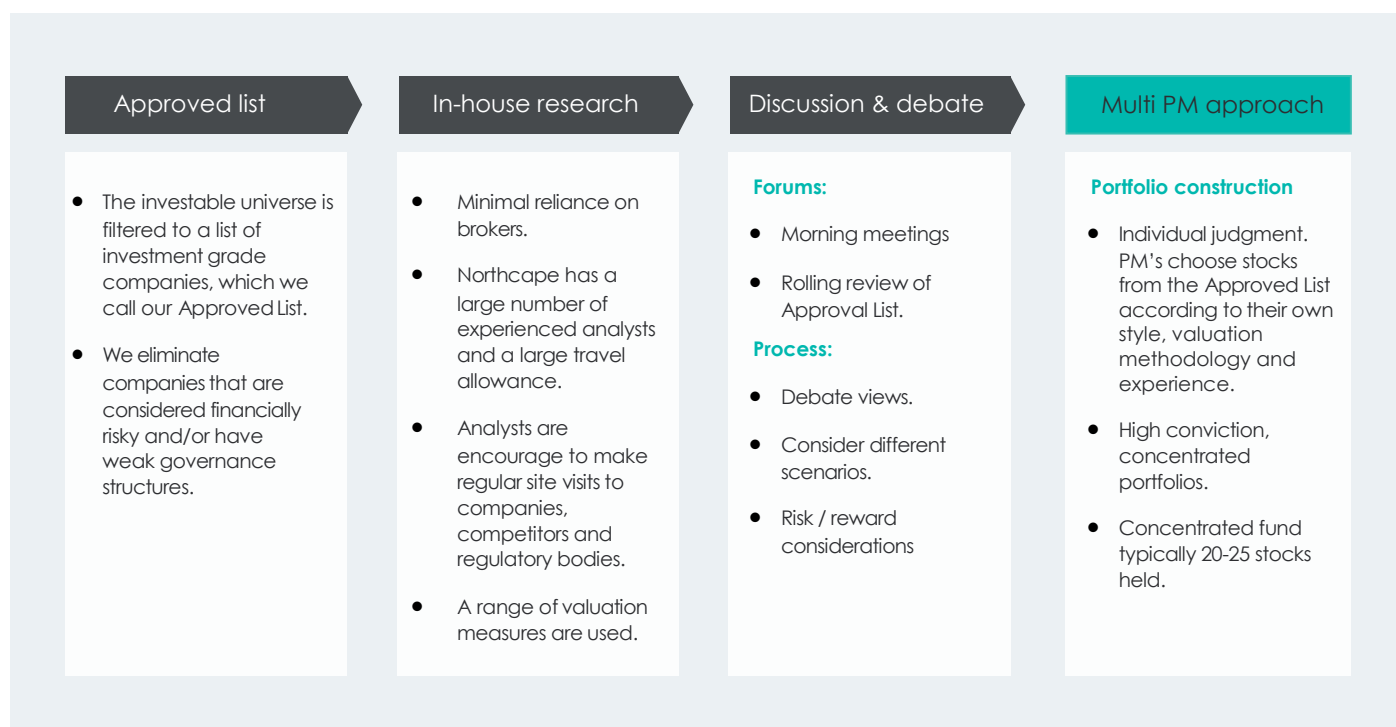 Approved list
The investable universe is
filtered to a list of
investment grade
companies, which we
call our Approved List.
We eliminate
companies that are
considered financially
risky and/or have
weak governance
structures.
In-house research
Minimal reliance on
brokers.
Northcape has a
large number of
experienced analysts
and a large travel
allowance.
Analysts are
encourage to make
regular site visits to
companies,
competitors and
regulatory bodies.
A range of valuation
measures are used.
Discussion & debate
Forums:
Morning meetings
Rolling review of
Approval List.
Process:
Debate views.
Consider different
scenarios.
Risk / reward
considerations
Multi PM approach
Portfolio construction
Individual judgment.
PM's choose stocks
from the Approved List
according to their own
style, valuation
methodology and
experience.
High conviction,
concentrated
portfolios.
Concentrated fund
typically 20-25 stocks
held.